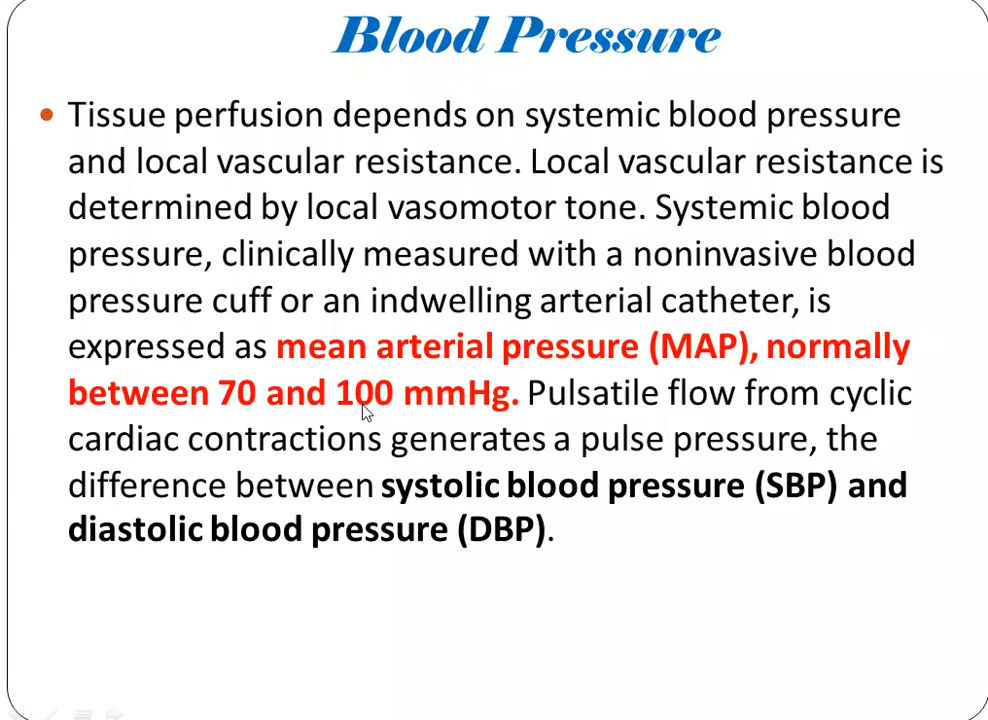 Blood Pressure
• Tissue perfusion depends on systemic blood pressure
and local vascular resistance. Local vascular resistance is
determined by local vasomotor tone. Systemic blood
pressure, clinically measured with a noninvasive blood
pressure cuff or an indwelling arterial catheter, is
expressed as mean arterial pressure (MAP), normally
between 70 and 100 mmHg. Pulsatile flow from cyclic
cardiac contractions generates a pulse pressure, the
difference between systolic blood pressure (SBP) and
diastolic blood pressure (DBP).